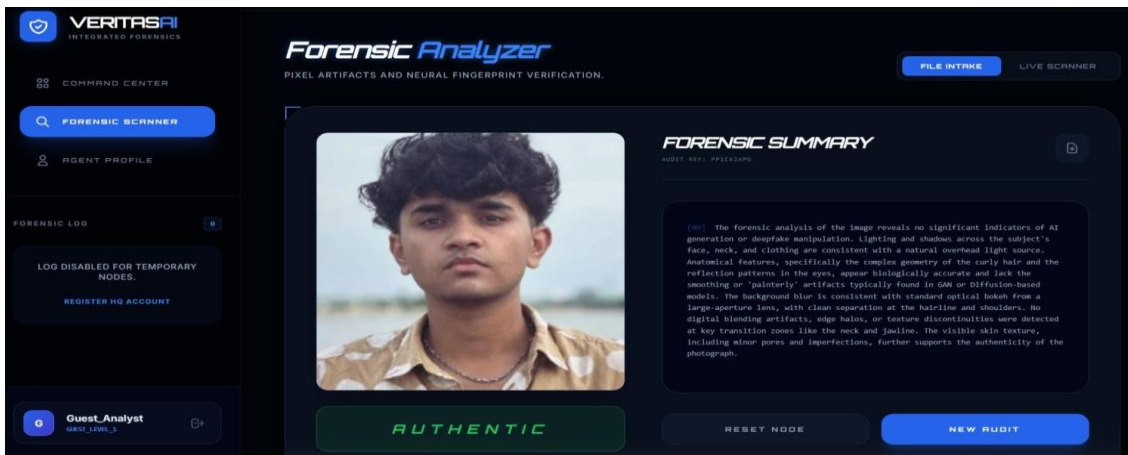 VERITASAI
INTEGRATED FORENSICS
COMMAND CENTER
FORENSIC SCANNER
AGENT PROFILE
FORENSIC LOG
0
LOG DISABLED FOR TEMPORARY
NODES.
REGISTER HQ ACCOUNT
G
Guest_Analyst
Forensic Analyzer
PIXEL ARTIFACTS AND NEURAL FINGERPRINT VERIFICATION.
FILE INTAKE
LIVE SCANNER
AUTHENTIC
FORENSIC SUMMARY
AUDIT REF:
The forensic analysis of the image reveals no significant indicators of AI
generation or deepfake manipulation. Lighting and shadows across the subject's
face, neck, and clothing are consistent with a natural overhead light source.
Anatomical features, specifically the complex geometry of the curly hair and the
reflection patterns in the eyes, appear biologically accurate and lack the
smoothing or 'painterly' artifacts typically found in GAN or Diffusion-based
models. The background blur is consistent with standard optical bokeh from a
large-aperture lens, with clean separation at the hairline and shoulders. No
digital blending artifacts, edge halos, or texture discontinuities were detected
at key transition zones like the neck and jawline. The visible skin texture,
including minor pores and imperfections, further supports the authenticity of the
photograph.
RESET NODE
NEW AUDIT